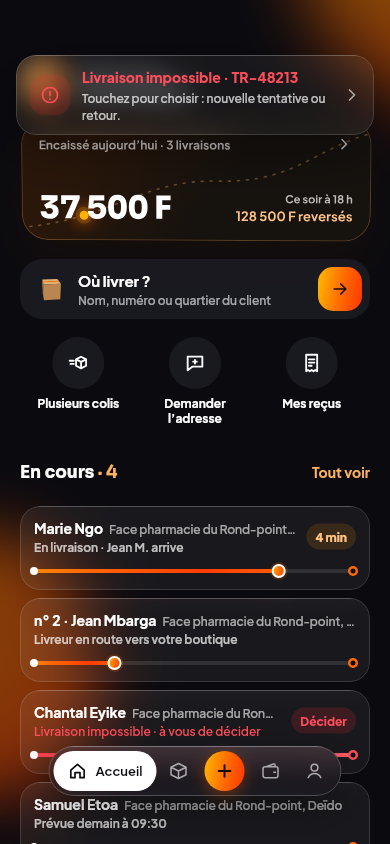 Livraison impossible · TR-48213
Touchez pour choisir : nouvelle tentative ou
retour.
Encaissé aujourd'hui · 3 livraisons
37 500 F
Ce soir à 18 h
128 500 F reversés
Où livrer ?
Nom, numéro ou quartier du client
Plusieurs colis
Demander
l'adresse
Mes reçus
En cours · 4
Tout voir
Marie Ngo Face pharmacie du Rond-point...
En livraison · Jean M. arrive
4 min
n° 2 · Jean Mbarga Face pharmacie du Rond-point, ...
Livreur en route vers votre boutique
Chantal Eyike Face pharmacie du Ron...
Livraison impossible · à vous de décider
Décider
Accueil
Samuel Etoa Face pharmacie du Rond-point, Deïdo
Prévue demain à 09:30